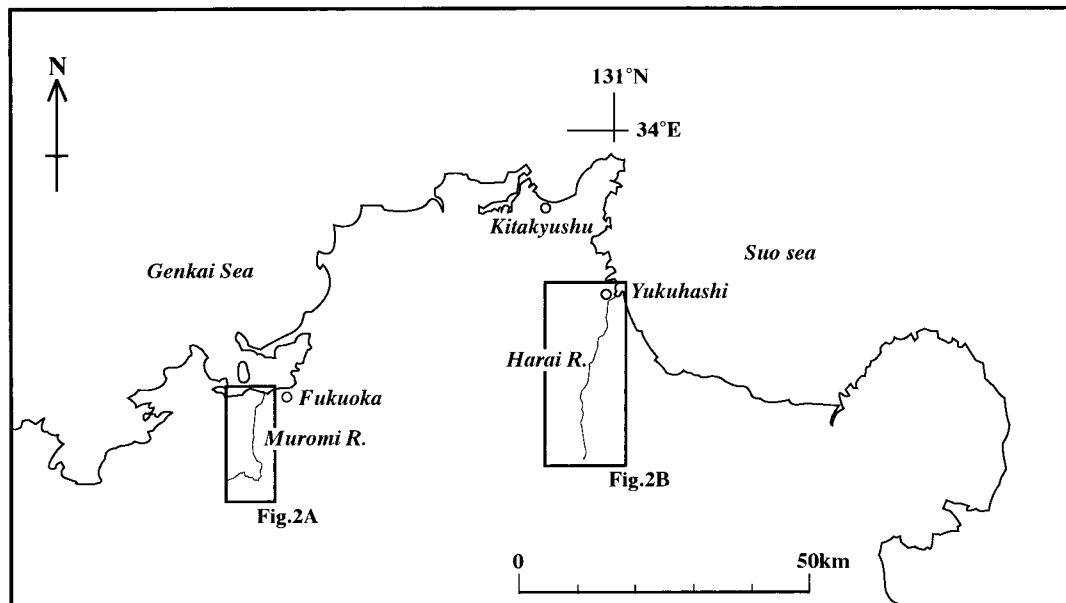 N
131°N
34°E
Kitakyushu
Genkai Sea
Suo sea
Yukuhashi
Harai R.
Fukuoka
Muromi R.
Fig.2B
Fig.2A
0
50km